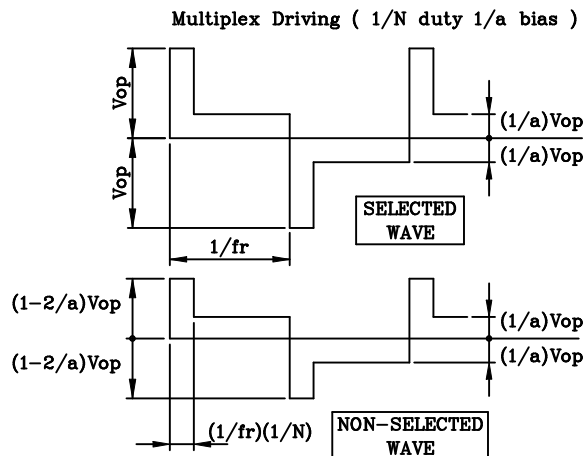 Multiplex Driving ( 1/N duty 1/a bias )
Vop
Vop
(1/a)Vop
(1/a)Vop
SELECTED
WAVE
1/fr
(1-2/a)Vop
(1-2/a)Vop
(1/a)Vop
(1/a)Vop
(1/fr)(1/N)
NON-SELECTED
WAVE